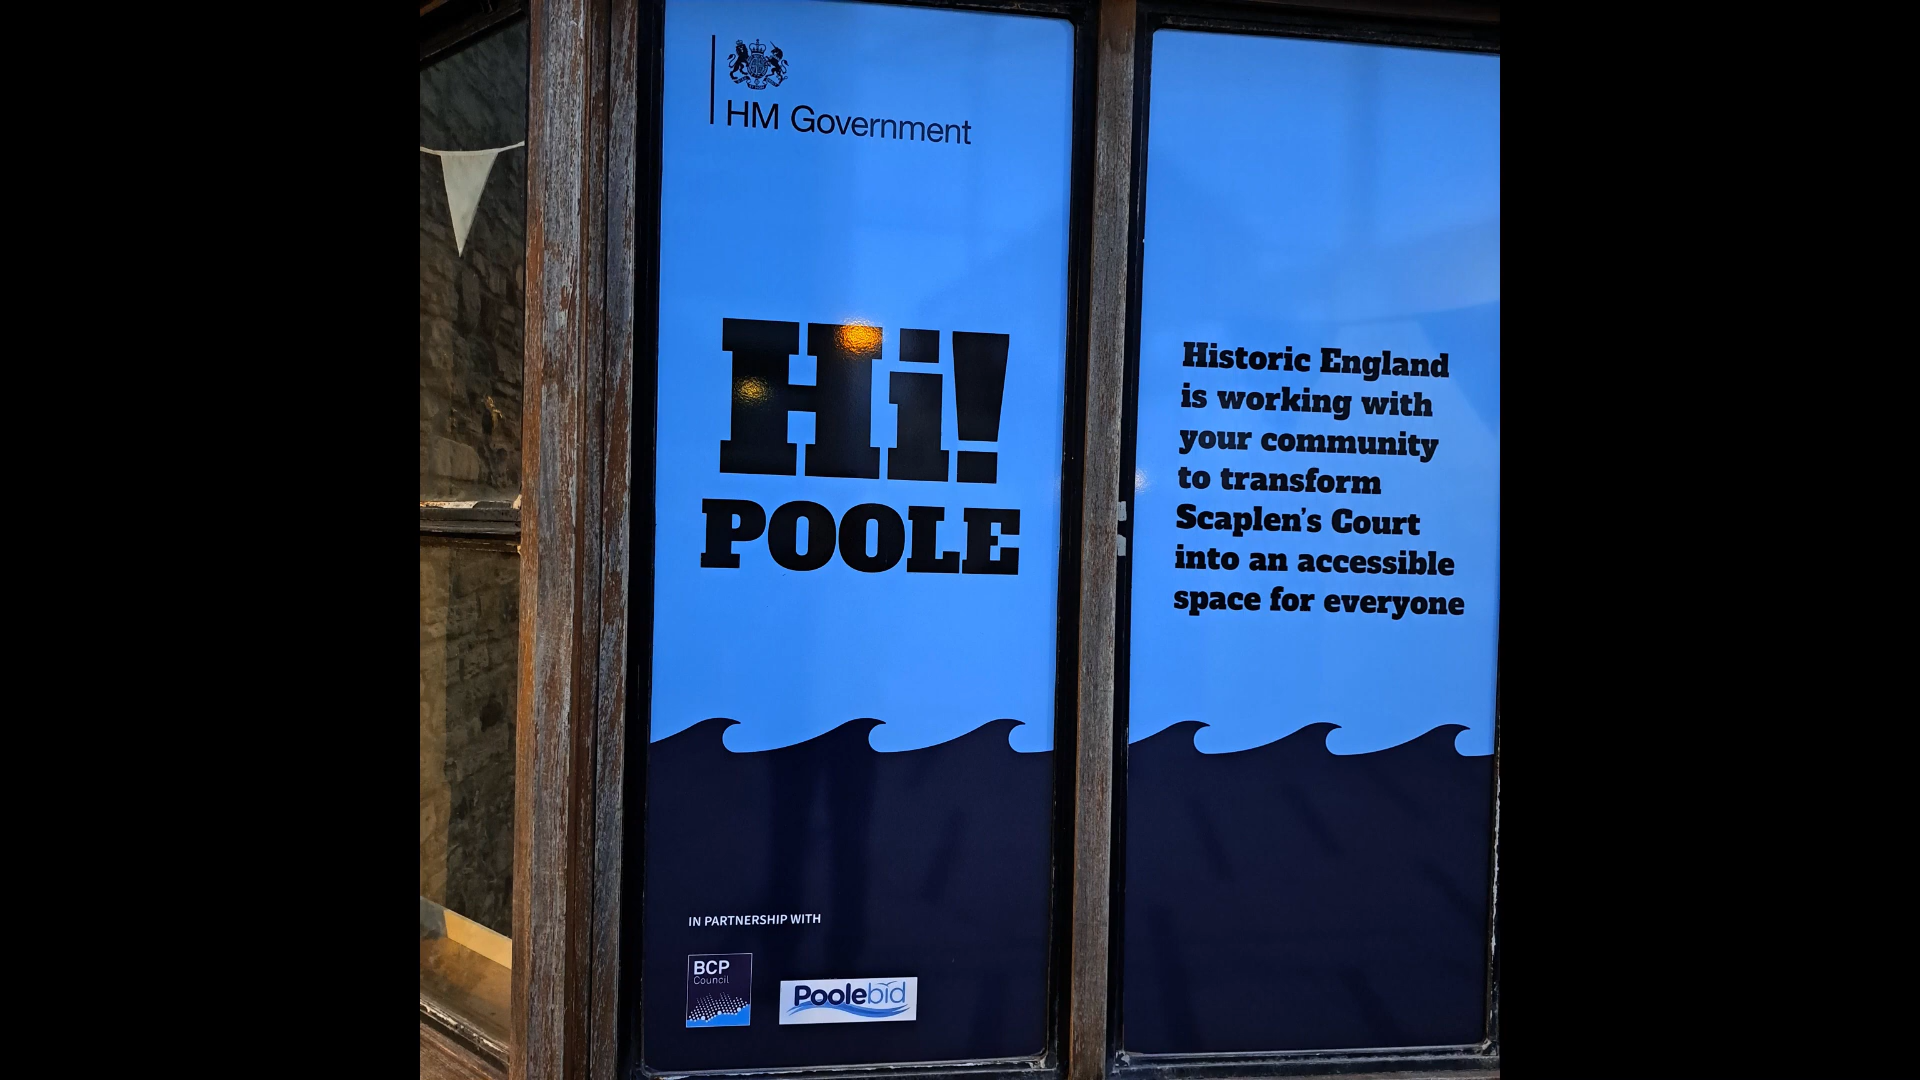 HM Government
Hi!
POOLE
IN PARTNERSHIP WITH
BCP
Council
Poolebid
Historic England
is working with
your community
to transform
Scaplen's Court
into an accessible
space for everyone